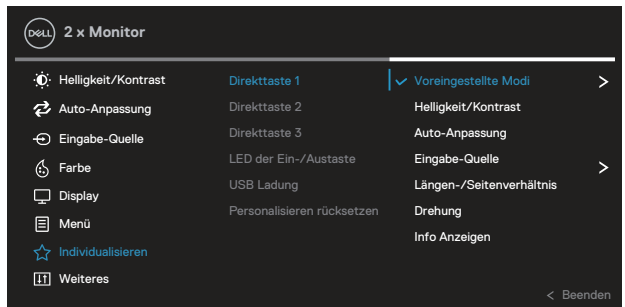 DELL
2 x Monitor
Helligkeit/Kontrast
Auto-Anpassung
Eingabe-Quelle
Farbe
Display
Menü
Individualisieren
Weiteres
Direkttaste 1
Direkttaste 2
Direkttaste 3
LED der Ein-/Austaste
USB Ladung
Personalisieren rücksetzen
Voreingestellte Modi
Helligkeit/Kontrast
Auto-Anpassung
Eingabe-Quelle
Längen-/Seitenverhältnis
Drehung
Info Anzeigen
< Beenden